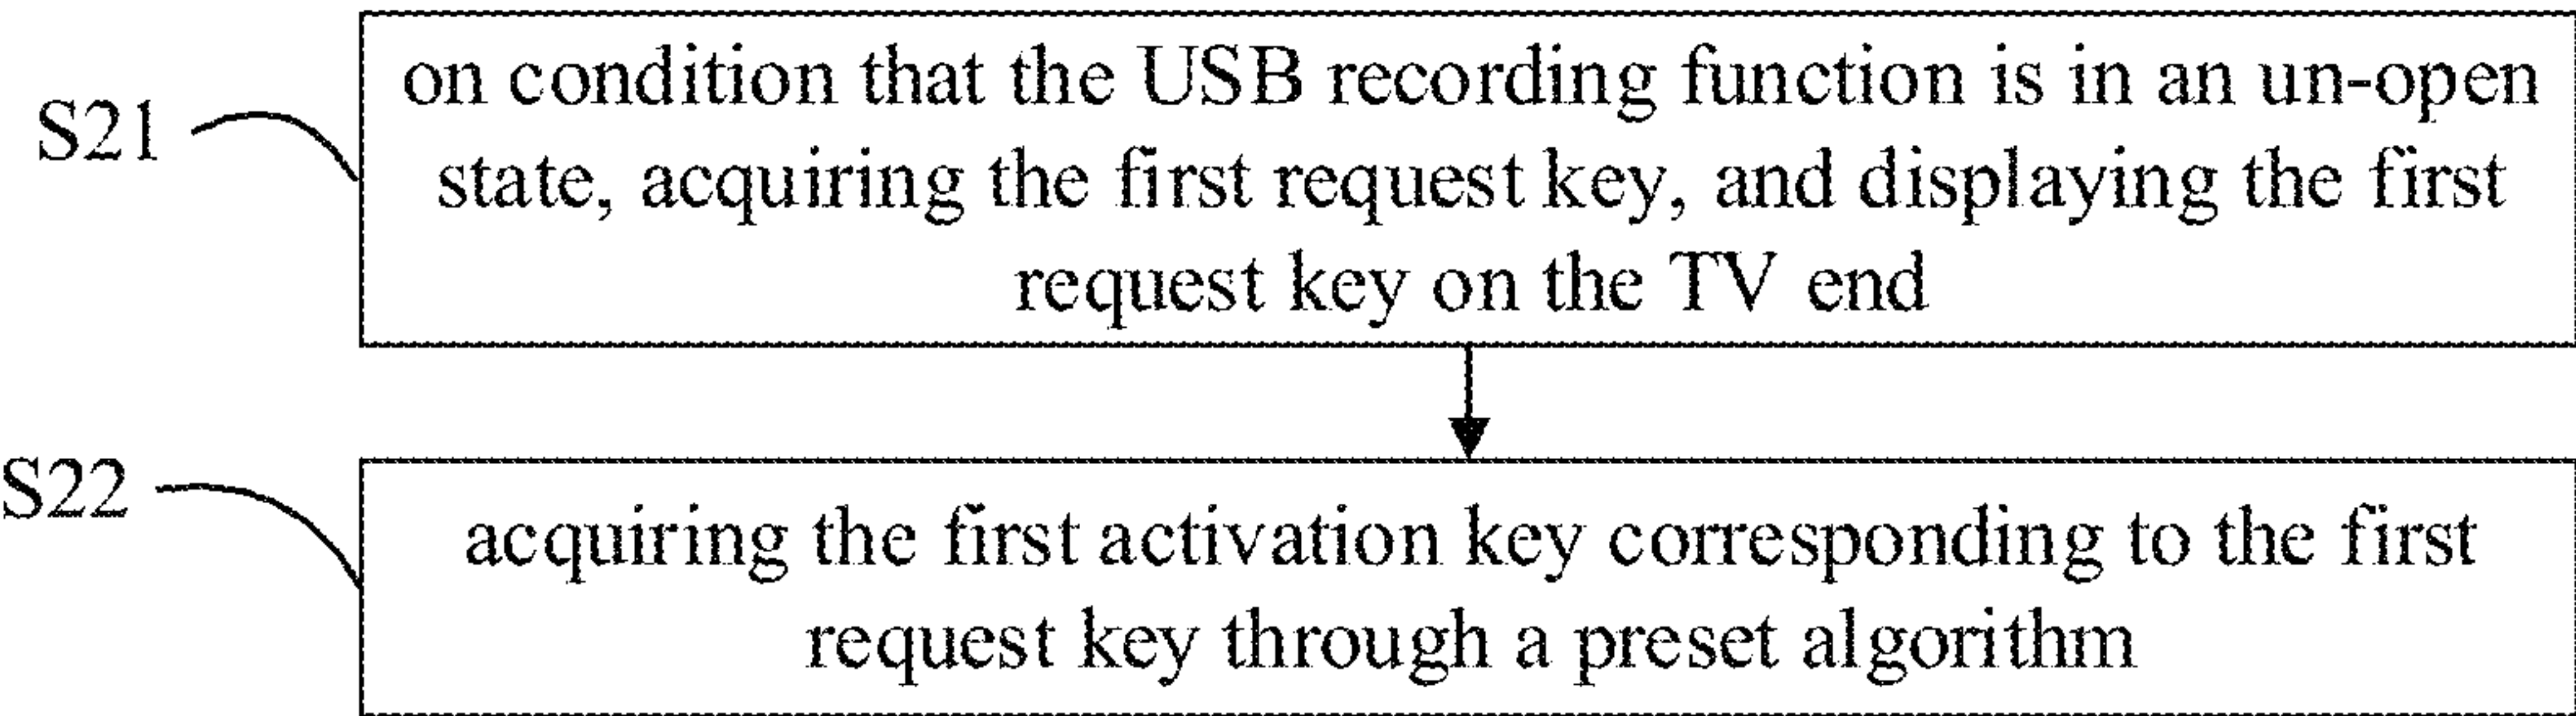 on condition that the USB recording function is in an un-open
S21
state, acquiring the first request key, and displaying the first
request key on the TV end
S22
acquiring the first activation key corresponding to the first
request key through a preset algorithm